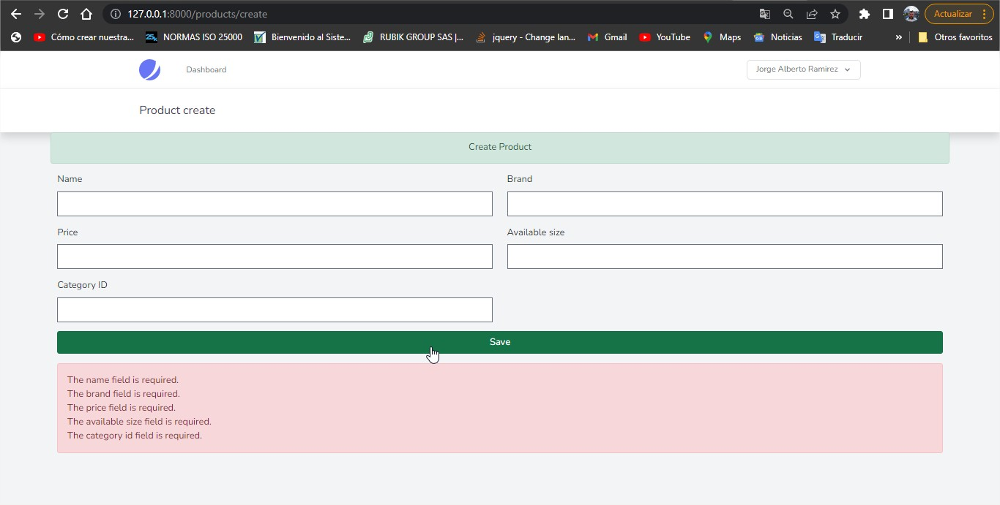 127.0.0.1:8000/products/create
Actualizar
Cómo crear nuestra...
25k
NORMAS ISO 25000
Bienvenido al Siste...
RUBIK GROUP SAS |...
jquery - Change lan...
Gmail
YouTube
Maps
Noticias
Traducir
»
Otros favoritos
Dashboard
Jorge Alberto Ramirez
Product create
Create Product
Name
Brand
Price
Available size
Category ID
Save
The name field is required.
The brand field is required.
The price field is required.
The available size field is required.
The category id field is required.